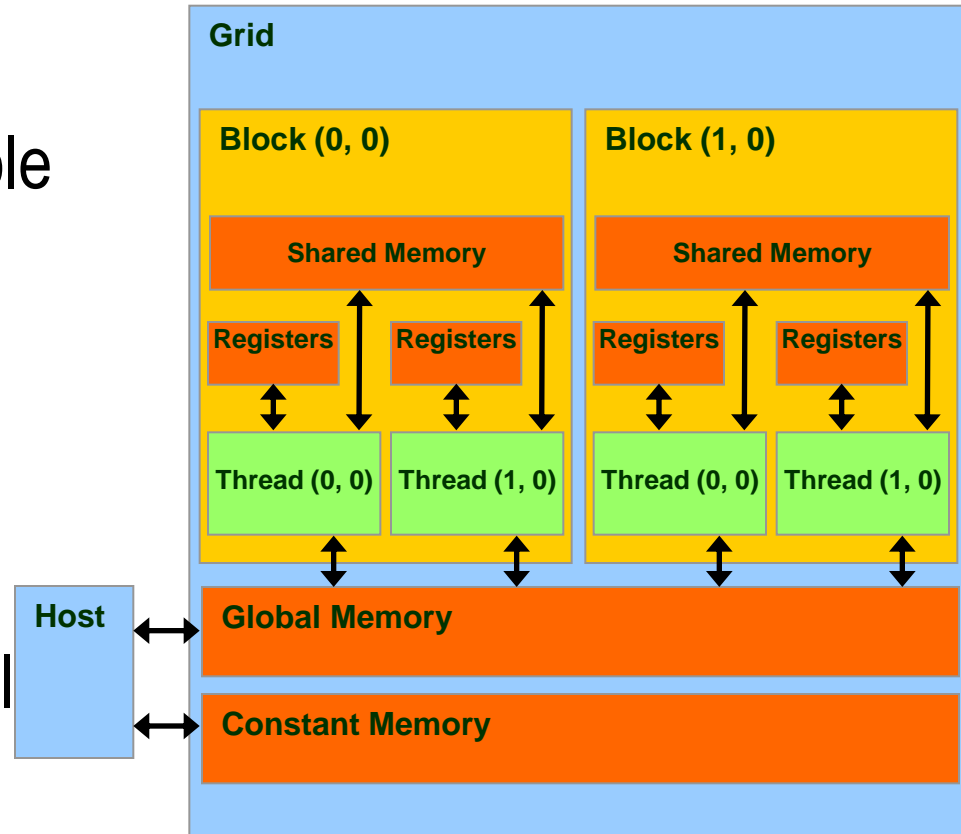 Grid
Block (0, 0)
Block (1, 0)
Shared Memory
Shared Memory
Registers
Registers
Registers
Registers
Thread (0, 0)
Thread (1, 0)
Thread (0, 0)
Thread (1, 0)
Host
Global Memory
Constant Memory